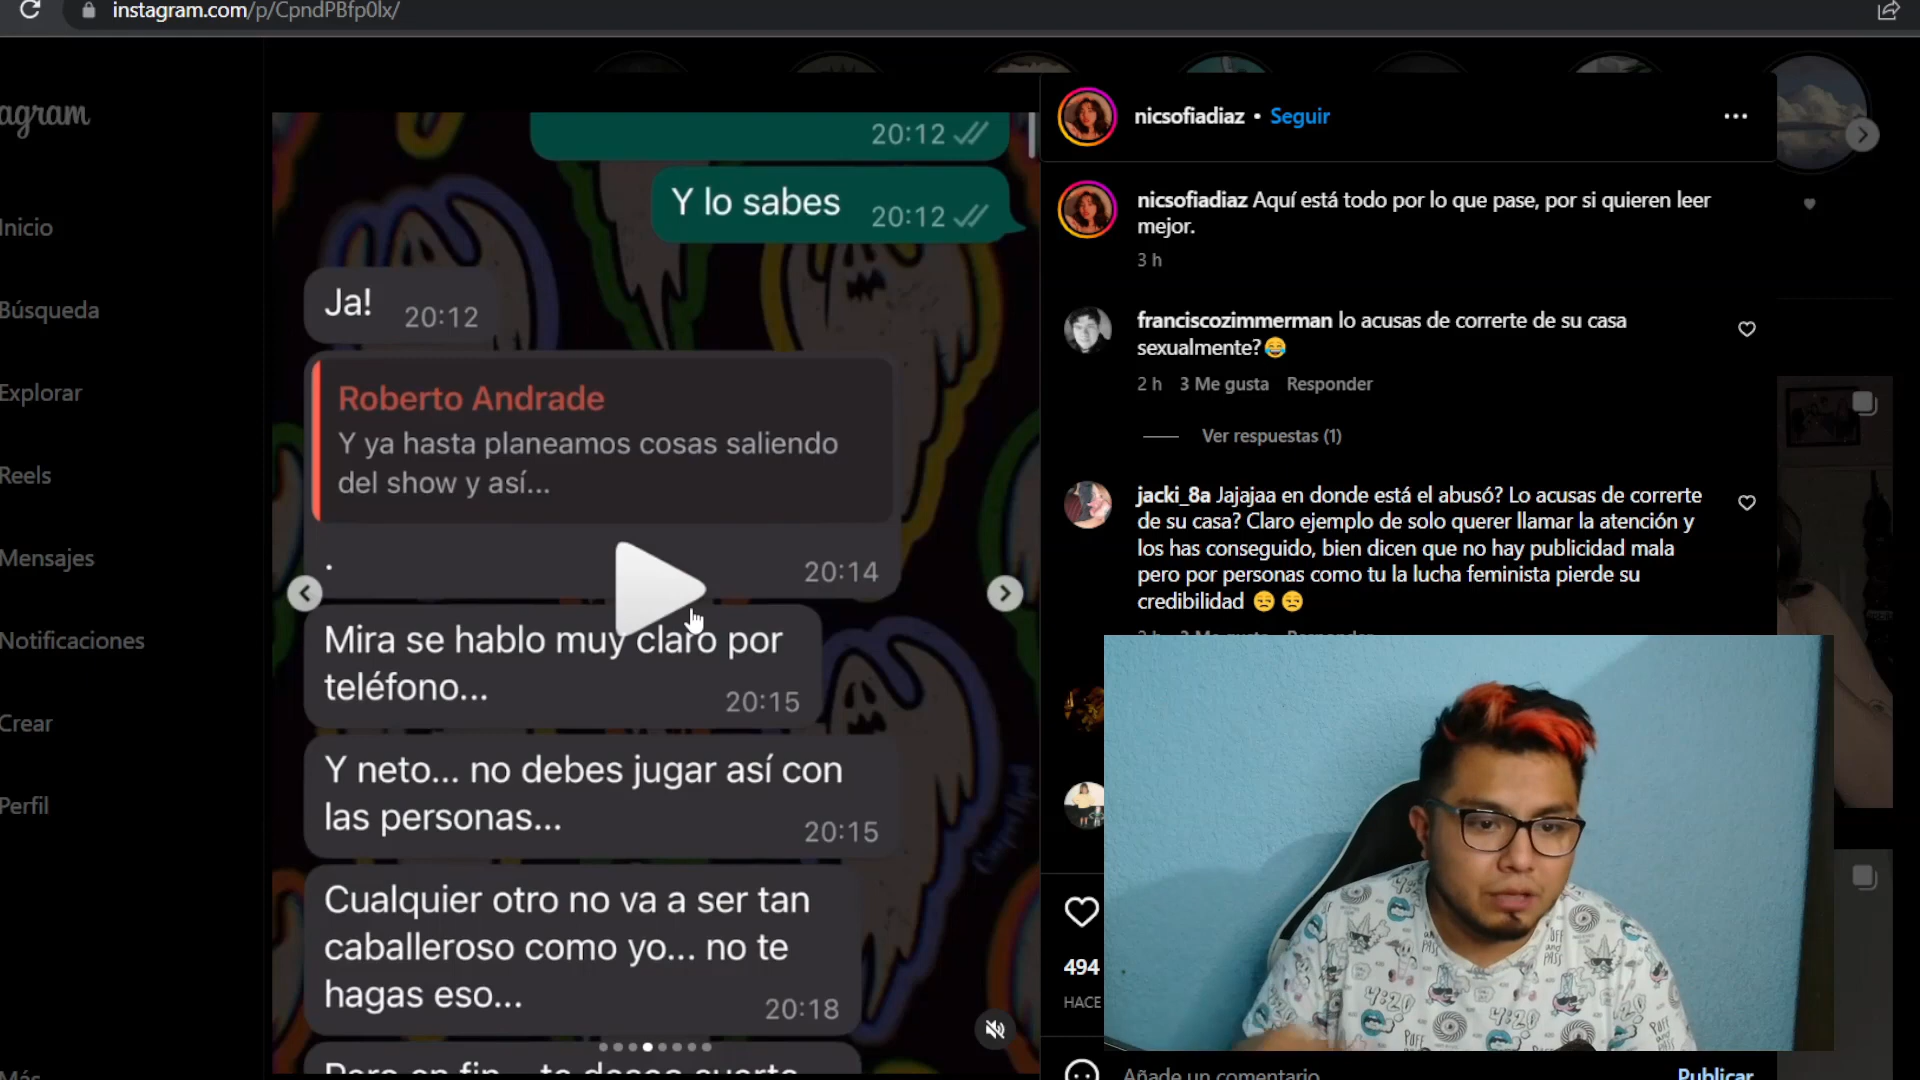 instagram.com/p/CpndPBfp0lx/
agram
Inicio
Búsqueda
Explorar
Reels
Mensajes
Notificaciones
Crear
Perfil
Más
20:12
Y lo sabes 20:12
Ja! 20:12
Roberto Andrade
Y ya hasta planeamos cosas saliendo
del show y así...
. 20:14
Mira se hablo muy claro por
teléfono... 20:15
Y neto... no debes jugar así con
las personas... 20:15
Cualquier otro no va a ser tan
caballeroso como yo... no te
hagas eso... 20:18
nicsofiadiaz • Seguir
nicsofiadiaz Aquí está todo por lo que pase, por si quieren leer
mejor.
3 h
franciscozimmerman lo acusas de correrte de su casa
sexualmente?😂
2 h 3 Me gusta Responder
Ver respuestas (1)
jacki_8a Jajajaa en donde está el abusó? Lo acusas de correrte
de su casa? Claro ejemplo de solo querer llamar la atención y
los has conseguido, bien dicen que no hay publicidad mala
pero por personas como tu la lucha feminista pierde su
credibilidad 😒 😒
494
HACE
Añade un comentario
Publicar